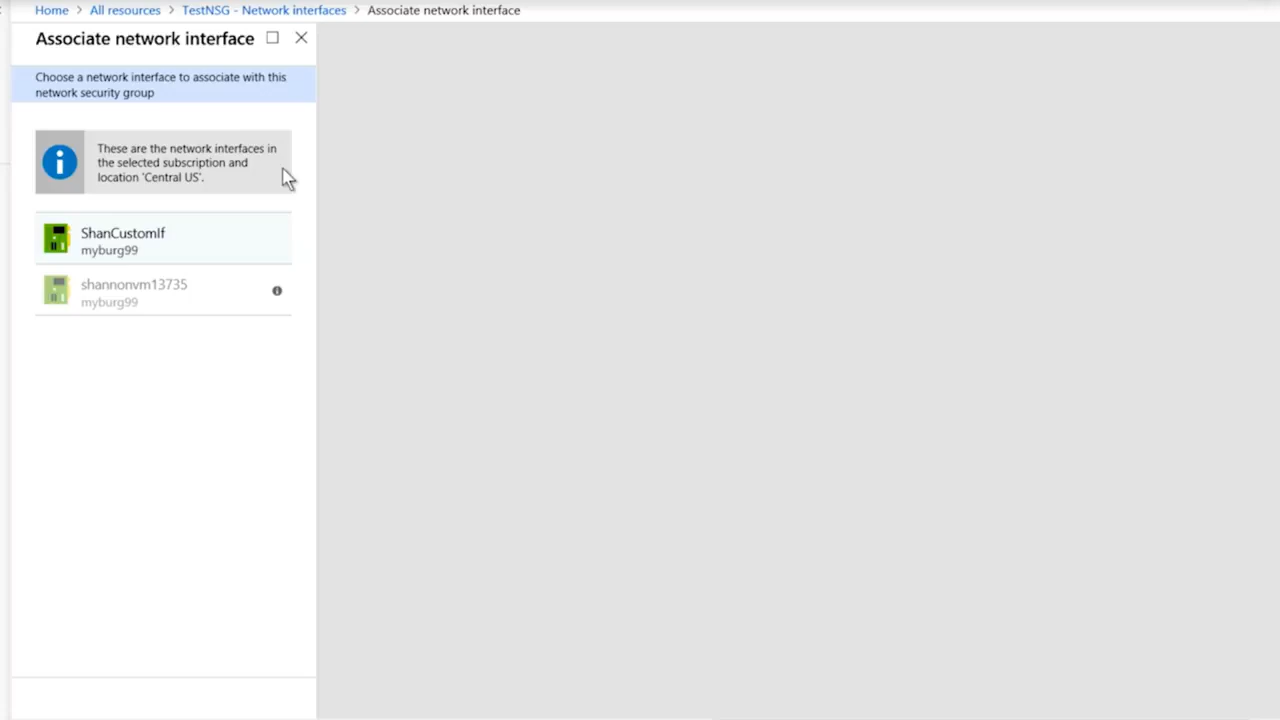 Home > All resources > TestNSG - Network interfaces > Associate network interface
Associate network interface
Choose a network interface to associate with this
network security group
These are the network interfaces in
the selected subscription and
location 'Central US'.
ShanCustomIf
myburg99
shannonvm13735
myburg99